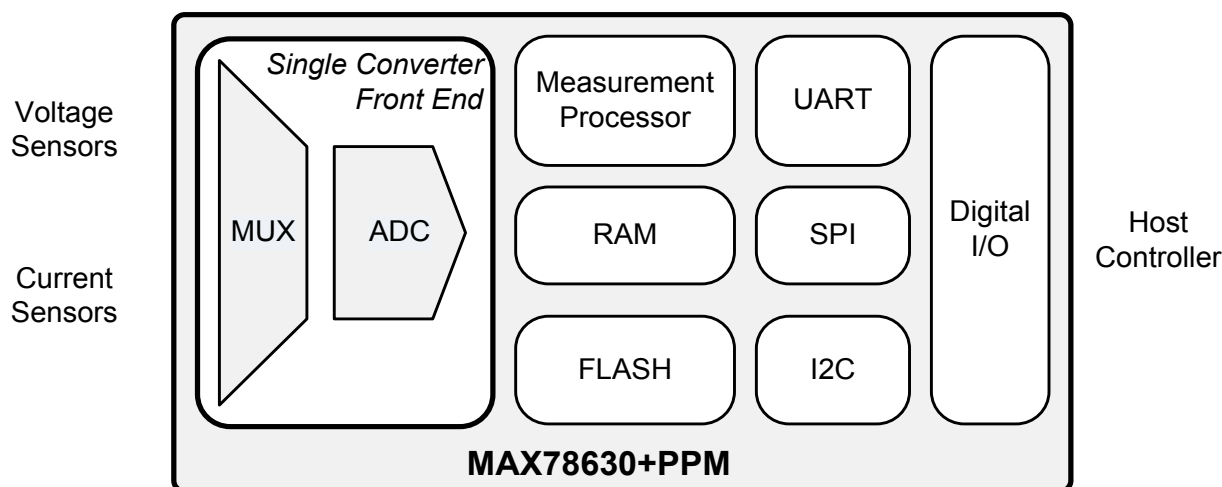 Voltage
Sensors
Current
Sensors
Single Converter
Front End
MUX
ADC
Measurement
Processor
UART
RAM
SPI
FLASH
I2C
Digital
I/O
Host
Controller
MAX78630+PPM